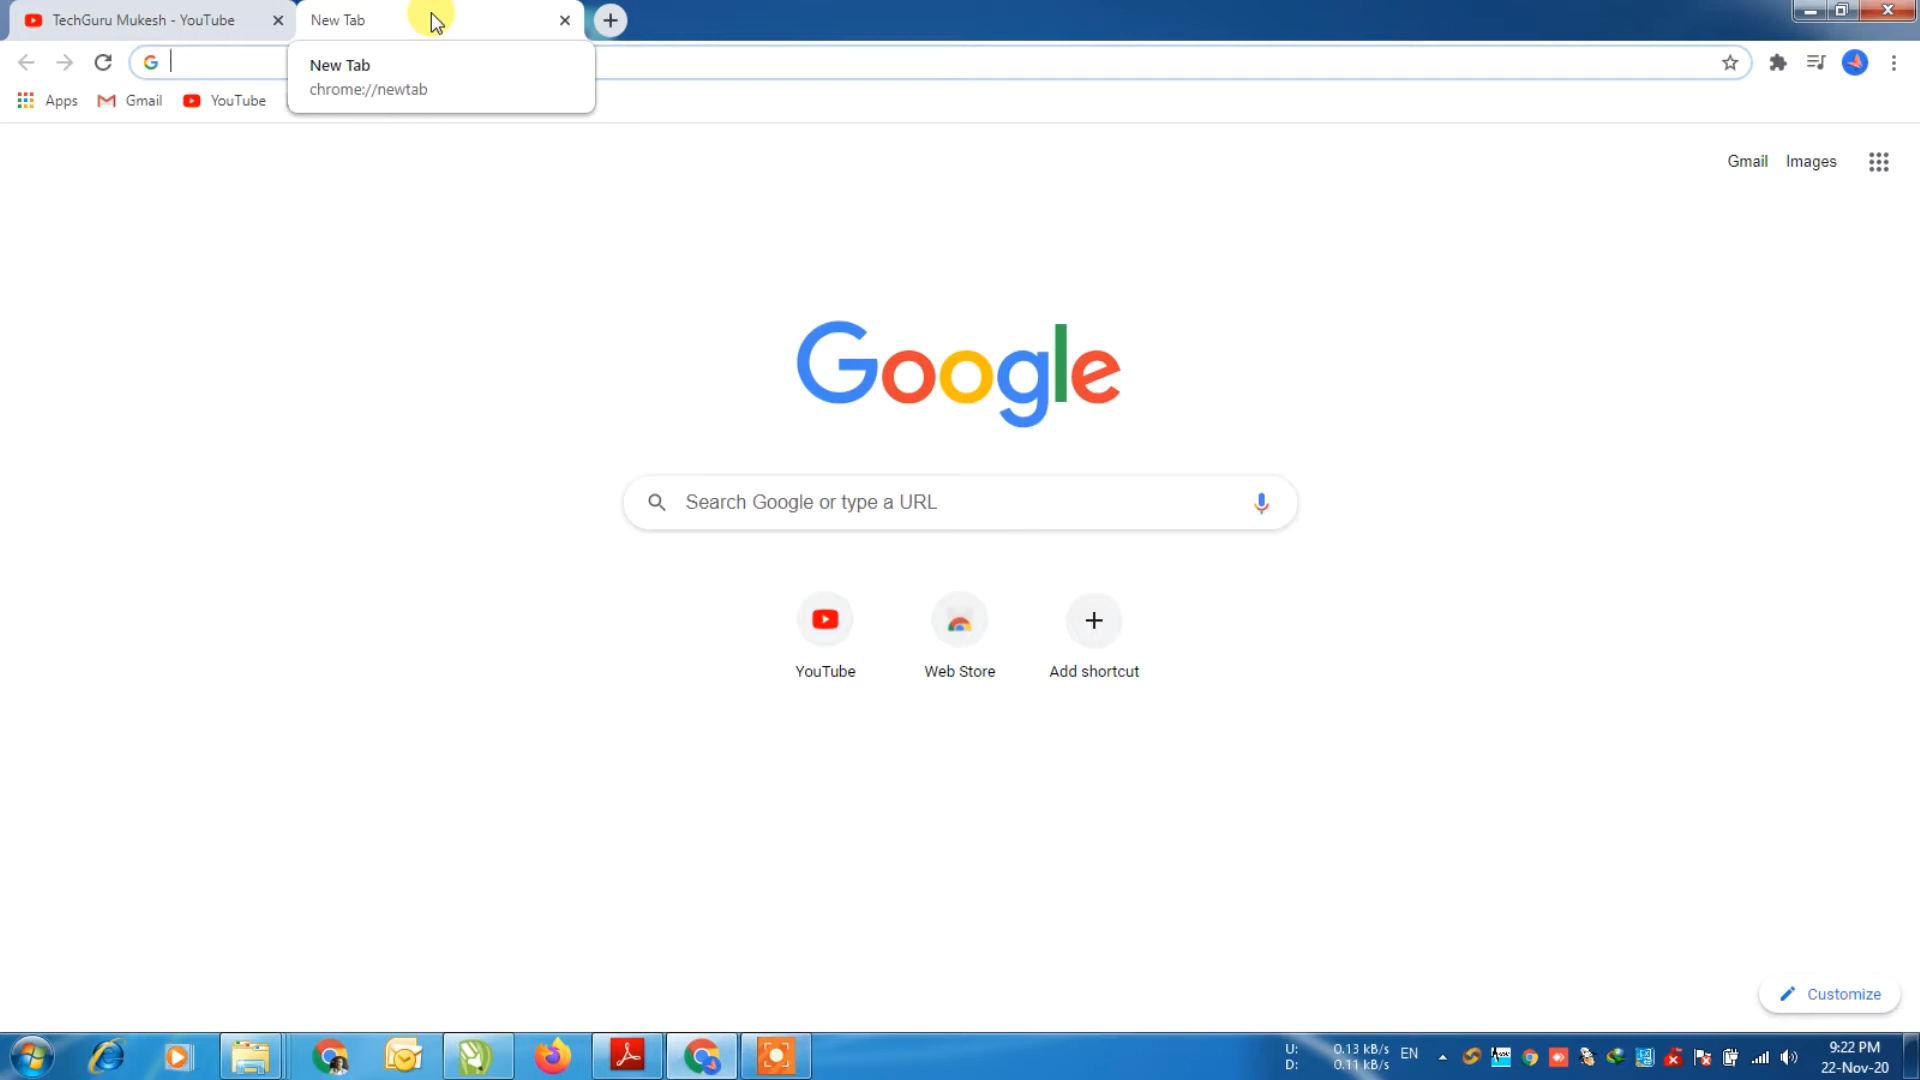 TechGuru Mukesh - YouTube
New Tab
New Tab
chrome://newtab
Apps
Gmail
YouTube
Gmail
Images
Google
Search Google or type a URL
YouTube
Web Store
Add shortcut
Customize
U: 0.13 kB/s
D: 0.11 kB/s
EN
9:22 PM
22-Nov-20